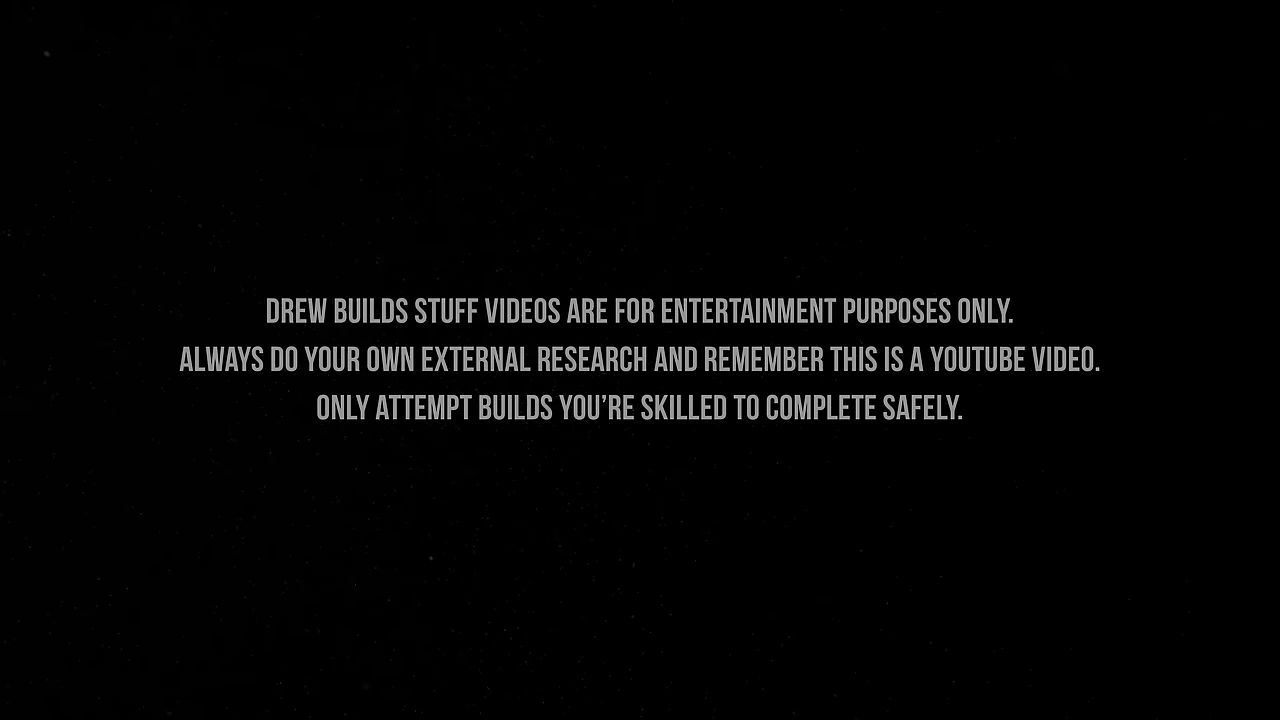 DREW BUILDS STUFF VIDEOS ARE FOR ENTERTAINMENT PURPOSES ONLY.
ALWAYS DO YOUR OWN EXTERNAL RESEARCH AND REMEMBER THIS IS A YOUTUBE VIDEO.
ONLY ATTEMPT BUILDS YOU’RE SKILLED TO COMPLETE SAFELY.